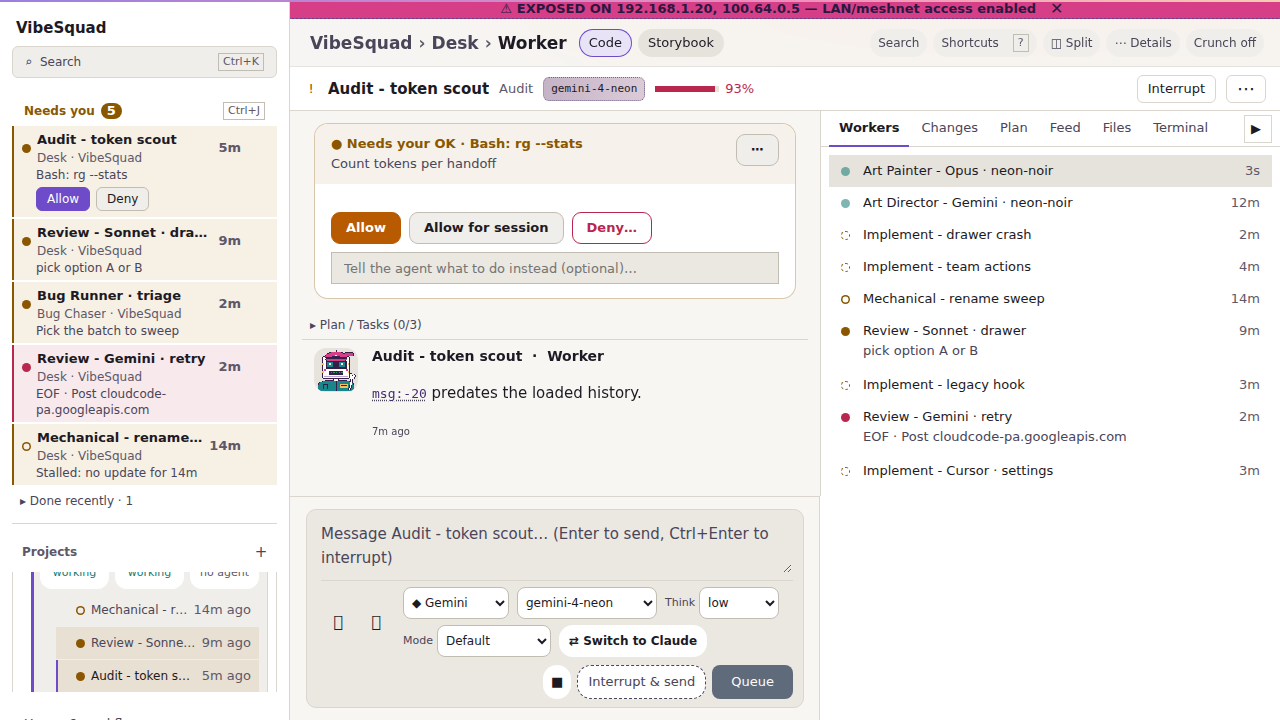 ⚠ EXPOSED ON 192.168.1.20, 100.64.0.5 — LAN/meshnet access enabled ✕
VibeSquad
Search Ctrl+K
Needs you 5 Ctrl+J
Audit - token scout 5m
Desk · VibeSquad
Bash: rg --stats
Allow Deny
Review - Sonnet · dra… 9m
Desk · VibeSquad
pick option A or B
Bug Runner · triage 2m
Bug Chaser · VibeSquad
Pick the batch to sweep
Review - Gemini · retry 2m
Desk · VibeSquad
EOF · Post cloudcode-
pa.googleapis.com
Mechanical - rename… 14m
Desk · VibeSquad
Stalled: no update for 14m
▸ Done recently · 1
Projects +
working working no agent
Mechanical - r… 14m ago
Review - Sonne… 9m ago
Audit - token s… 5m ago
VibeSquad › Desk › Worker Code Storybook
Search Shortcuts ? ◫ Split ⋯ Details Crunch off
! Audit - token scout Audit gemini-4-neon 93%
Interrupt ⋯
● Needs your OK · Bash: rg --stats
Count tokens per handoff
⋯
Allow Allow for session Deny…
Tell the agent what to do instead (optional)…
▸ Plan / Tasks (0/3)
Audit - token scout · Worker
msg:-20 predates the loaded history.
7m ago
Message Audit - token scout… (Enter to send, Ctrl+Enter to
interrupt)
◆ Gemini gemini-4-neon Think low
Mode Default ⇄ Switch to Claude
■ Interrupt & send Queue
Workers Changes Plan Feed Files Terminal ▶
Art Painter - Opus · neon-noir 3s
Art Director - Gemini · neon-noir 12m
Implement - drawer crash 2m
Implement - team actions 4m
Mechanical - rename sweep 14m
Review - Sonnet · drawer 9m
pick option A or B
Implement - legacy hook 3m
Review - Gemini · retry 2m
EOF · Post cloudcode-pa.googleapis.com
Implement - Cursor · settings 3m